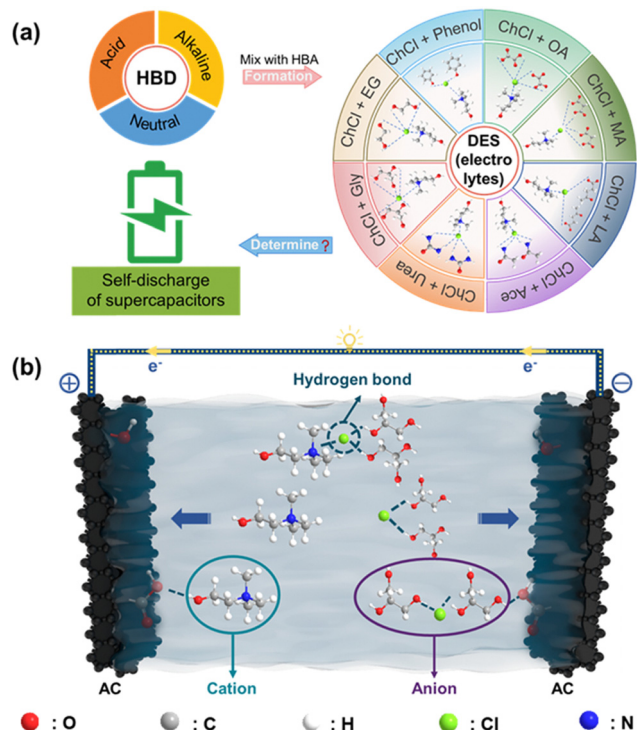 (a)
Acid
Alkaline
Neutral
HBD
Mix with HBA
Formation
ChCl + Phenol
ChCl + OA
ChCl + MA
ChCl + LA
ChCl + Ace
ChCl + Urea
ChCl + Gly
ChCl + EG
DES
(electro
lytes)
Determine ?
Self-discharge
of supercapacitors
(b)
e-
e-
+
Hydrogen bond
−
AC
Cation
Anion
AC
: O
: C
: H
: Cl
: N